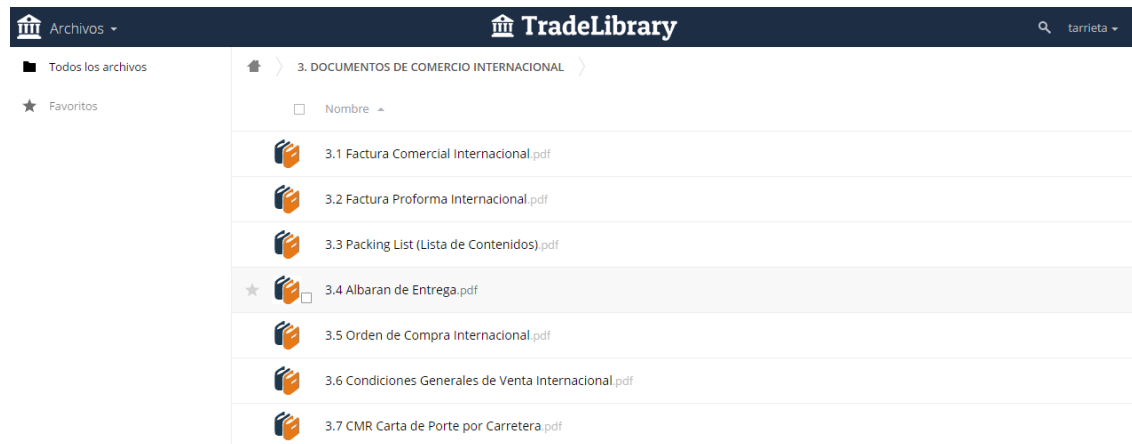 Archivos
TradeLibrary
tarrieta
Todos los archivos
Favoritos
3. DOCUMENTOS DE COMERCIO INTERNACIONAL
Nombre
3.1 Factura Comercial Internacional.pdf
3.2 Factura Proforma Internacional.pdf
3.3 Packing List (Lista de Contenidos).pdf
3.4 Albaran de Entrega.pdf
3.5 Orden de Compra Internacional.pdf
3.6 Condiciones Generales de Venta Internacional.pdf
3.7 CMR Carta de Porte por Carretera.pdf